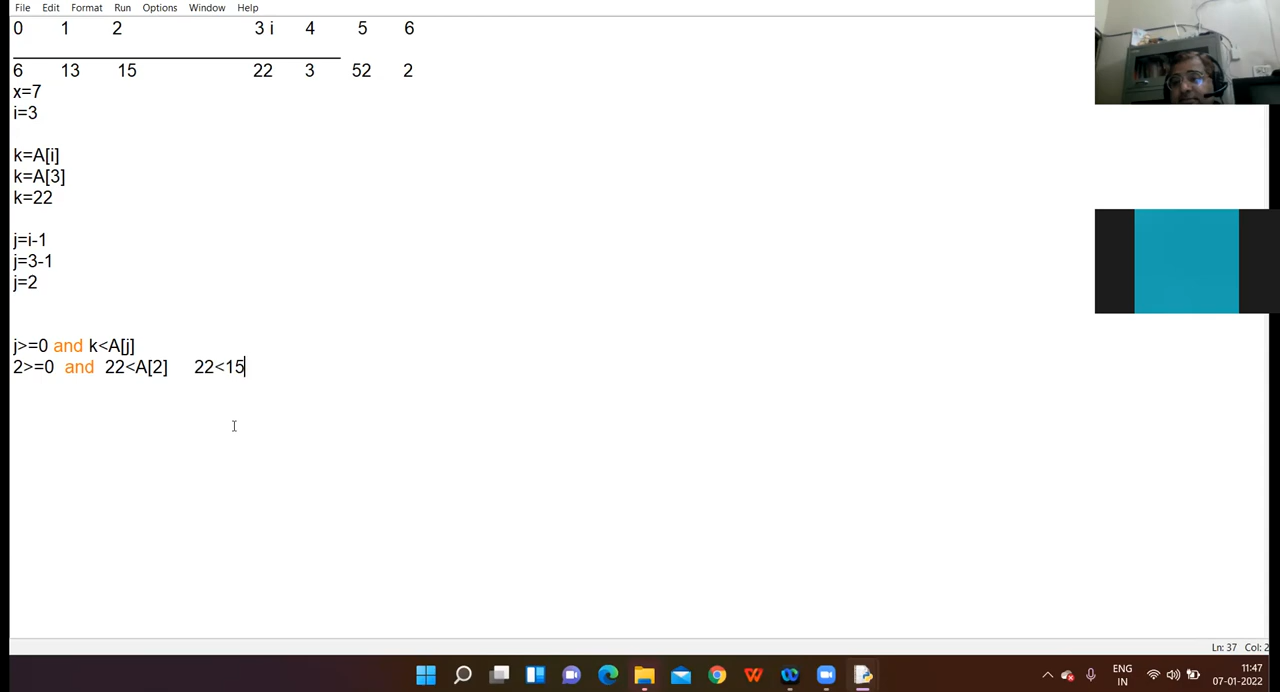 File Edit Format Run Options Window Help
0 1 2 3 i 4 5 6
6 13 15 22 3 52 2
x=7
i=3
k=A[i]
k=A[3]
k=22
j=i-1
j=3-1
j=2
j>=0 and k<A[j]
2>=0 and 22<A[2] 22<15
Ln: 37 Col: 2
ENG
IN
11:47
07-01-2022